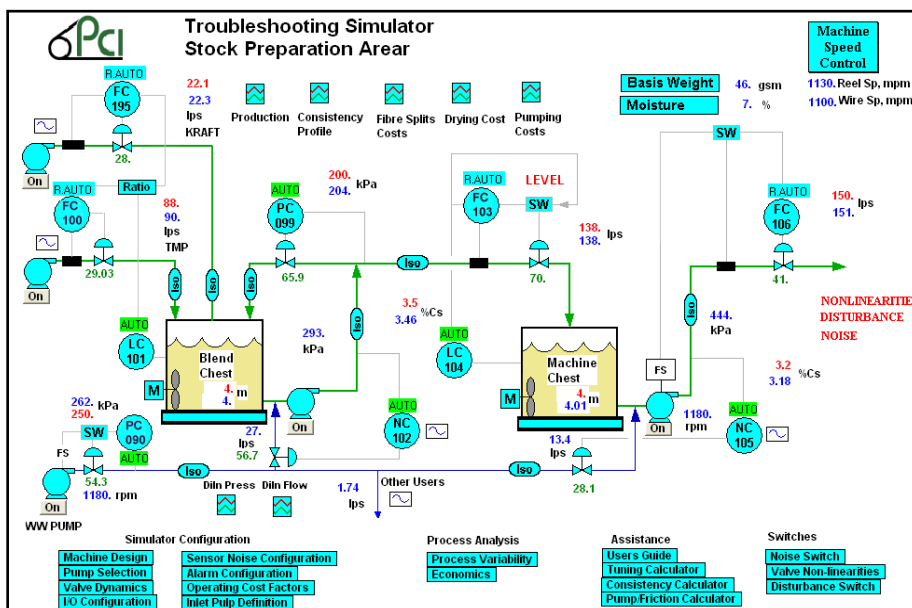 PCI
Troubleshooting Simulator
Stock Preparation Arear
Machine
Speed
Control
Basis Weight
46. gsm
1130. Reel Sp, mpm
Moisture
7. %
1100. Wire Sp, mpm
R.AUTO
FC
195
22.1
22.3
lps
KRAFT
28.
On
Production
Consistency
Profile
Fibre Splits
Costs
Drying Cost
Pumping
Costs
SW
R.AUTO
FC
100
Ratio
88.
90.
lps
TMP
29.03
On
Iso
Iso
AUTO
PC
099
200.
204.
kPa
65.9
Iso
R.AUTO
FC
103
LEVEL
SW
138.
138.
lps
70.
Iso
Iso
R.AUTO
FC
106
150.
151.
lps
41.
NONLINEARITIE
DISTURBANCE
NOISE
AUTO
LC
101
Blend
Chest
4. m
4.
M
293.
kPa
Iso
3.5
3.46
%Cs
AUTO
LC
104
Machine
Chest
4. m
4.01
M
444.
kPa
Iso
3.2
3.18
%Cs
FS
On
1180.
rpm
AUTO
NC
105
262. kPa
250.
SW
PC
090
AUTO
FS
54.3
1180. rpm
On
WW PUMP
Iso
27.
lps
56.7
On
AUTO
NC
102
Iso
13.4
lps
28.1
1.74
lps
Other Users
Diln Press
Diln Flow
Simulator Configuration
Machine Design
Pump Selection
Valve Dynamics
I/O Configuration
Sensor Noise Configuration
Alarm Configuration
Operating Cost Factors
Inlet Pulp Definition
Process Analysis
Process Variability
Economics
Assistance
Users Guide
Tuning Calculator
Consistency Calculator
Pump/Friction Calculator
Switches
Noise Switch
Valve Non-linearities
Disturbance Switch